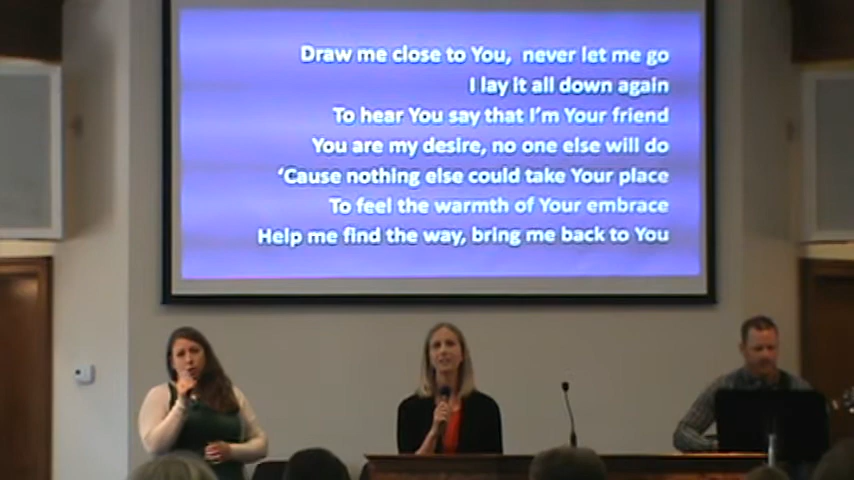 Draw me close to You, never let me go
I lay it all down again
To hear You say that I'm Your friend
You are my desire, no one else will do
‘Cause nothing else could take Your place
To feel the warmth of Your embrace
Help me find the way, bring me back to You